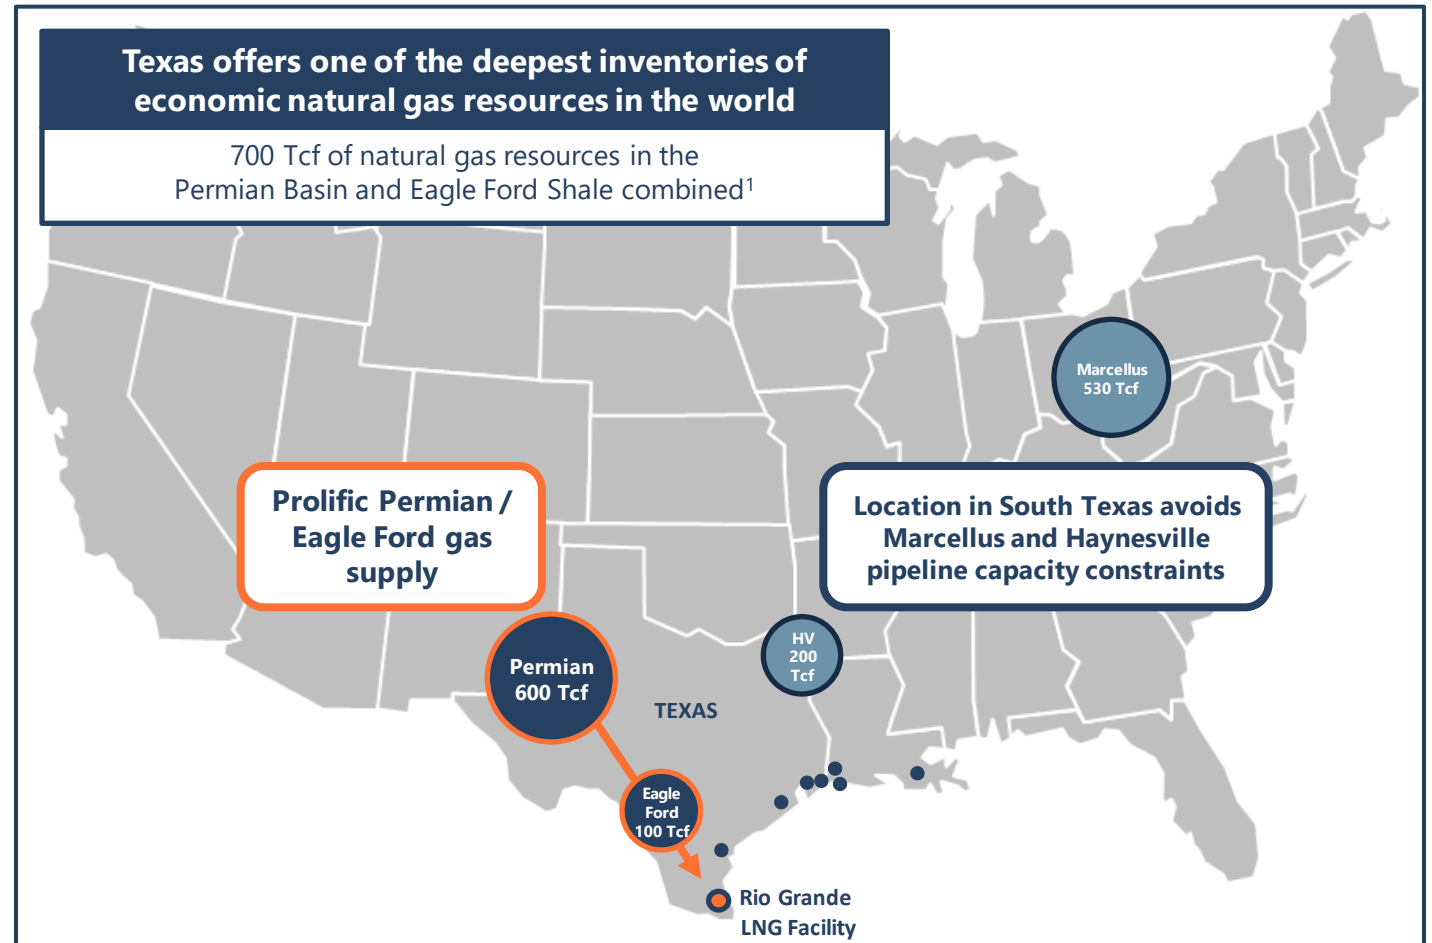 Texas offers one of the deepest inventories of
economic natural gas resources in the world
700 Tcf of natural gas resources in the
Permian Basin and Eagle Ford Shale combined¹
Marcellus
530 Tcf
Prolific Permian /
Eagle Ford gas
supply
Location in South Texas avoids
Marcellus and Haynesville
pipeline capacity constraints
HV
200
Tcf
Permian
600 Tcf
TEXAS
Eagle
Ford
100 Tcf
Rio Grande
LNG Facility